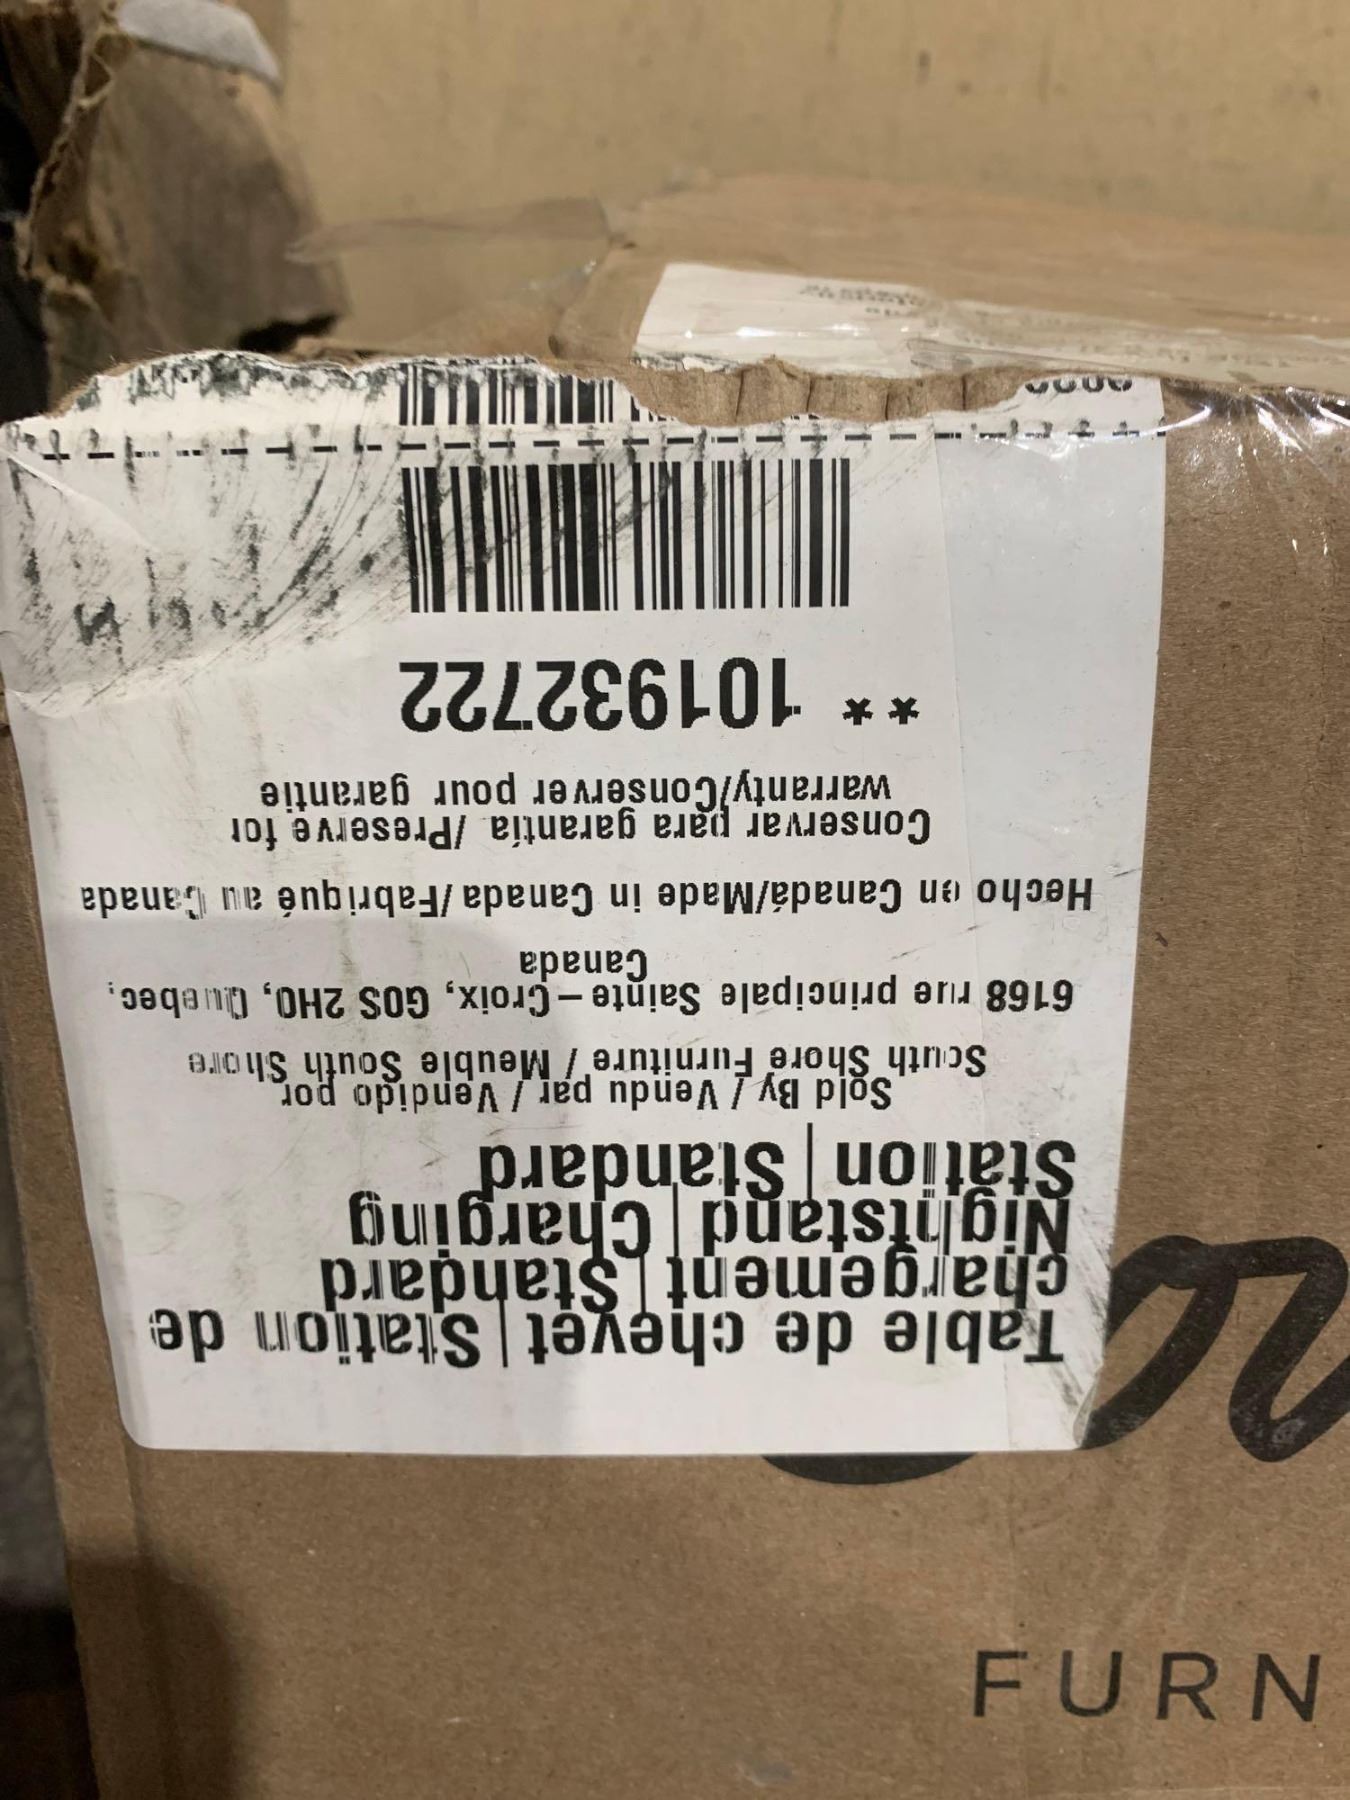 Table de chevet | Station de
chargement | Standard
Nightstand | Charging
Station | Standard
Sold By / Vendu par / Vendido por
South Shore Furniture / Meuble South Shore
6168 rue principale Sainte-Croix, G0S 2H0, Quebec,
Canada
Hecho en Canadá/Made in Canada/Fabriqué au Canada
Conservar para garantía /Preserve for
warranty/Conserver pour garantie
** 101932722
FURN